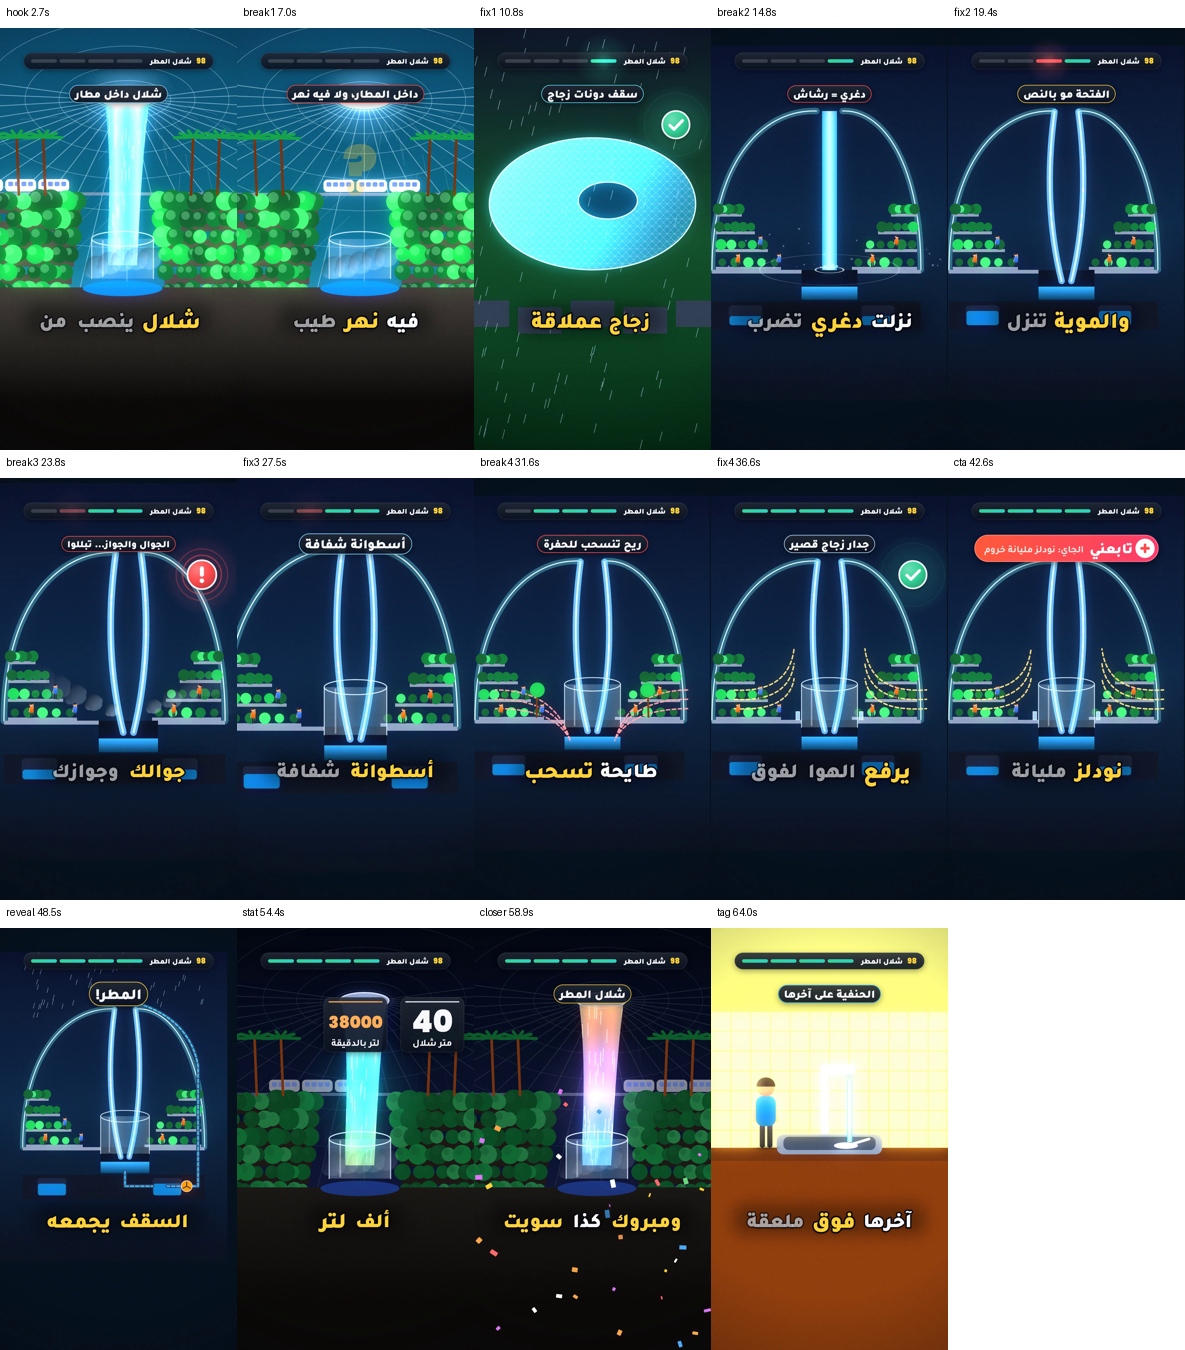 hook 2.7s
98 شلال المطر
شلال داخل مطار
شلال ينصب من
break1 7.0s
98 شلال المطر
داخل المطار، ولا فيه نهر
?
فيه نهر طيب
fix1 10.8s
98 شلال المطر
سقف دونات زجاج
زجاج عملاقة
break2 14.8s
98 شلال المطر
دغري = رشاش
نزلت دغري تضرب
fix2 19.4s
98 شلال المطر
الفتحة مو بالنص
والموية تنزل
break3 23.8s
98 شلال المطر
الجوال والجواز... تبللوا
!
جوالك وجوازك
fix3 27.5s
98 شلال المطر
أسطوانة شفافة
أسطوانة شفافة
break4 31.6s
98 شلال المطر
ريح تنسحب للحفرة
طايحة تسحب
fix4 36.6s
98 شلال المطر
جدار زجاج قصير
يرفع الهوا لفوق
cta 42.6s
98 شلال المطر
تابعني الجاي: نودلز مليانة خروم
نودلز مليانة
reveal 48.5s
98 شلال المطر
المطر!
السقف يجمعه
stat 54.4s
98 شلال المطر
40 متر شلال
38000 لتر بالدقيقة
ألف لتر
closer 58.9s
98 شلال المطر
شلال المطر
ومبروك كذا سويت
tag 64.0s
98 شلال المطر
الحنفية على آخرها
آخرها فوق ملعقة